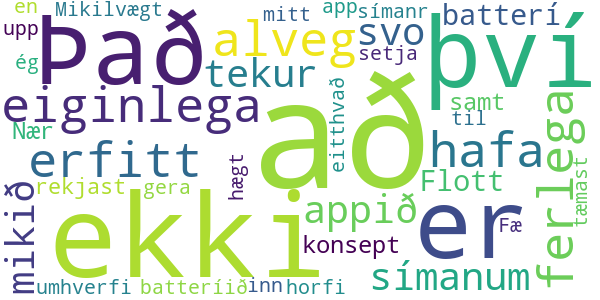 en
upp
Mikilvægt
mitt
app
símanr
batterí
ég
Það
alveg
svo
því
setja
tekur
eiginlega
eitthvað
samt
Nær
að
til
erfitt
hafa
ferlega
rekjast
gera
hægt
Flott
tæmast
mikið
ekki
appið
er
Fæ
konsept
símanum
umhverfi
batteríið
inn
horfi